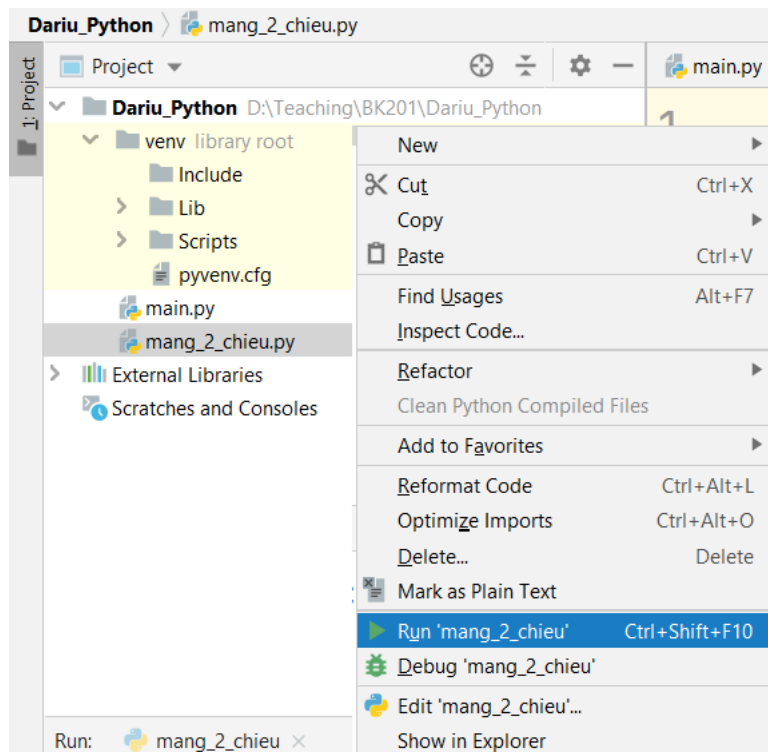 Dariu_Python mang_2_chieu.py
1: Project
Project
main.py
Dariu_Python D:\Teaching\BK201\Dariu_Python
1
venv library root
Include
Lib
Scripts
pyvenv.cfg
main.py
mang_2_chieu.py
External Libraries
Scratches and Consoles
New
Cut Ctrl+X
Copy
Paste Ctrl+V
Find Usages Alt+F7
Inspect Code...
Refactor
Clean Python Compiled Files
Add to Favorites
Reformat Code Ctrl+Alt+L
Optimize Imports Ctrl+Alt+O
Delete... Delete
Mark as Plain Text
Run 'mang_2_chieu' Ctrl+Shift+F10
Debug 'mang_2_chieu'
Edit 'mang_2_chieu'...
Show in Explorer
Run: mang_2_chieu